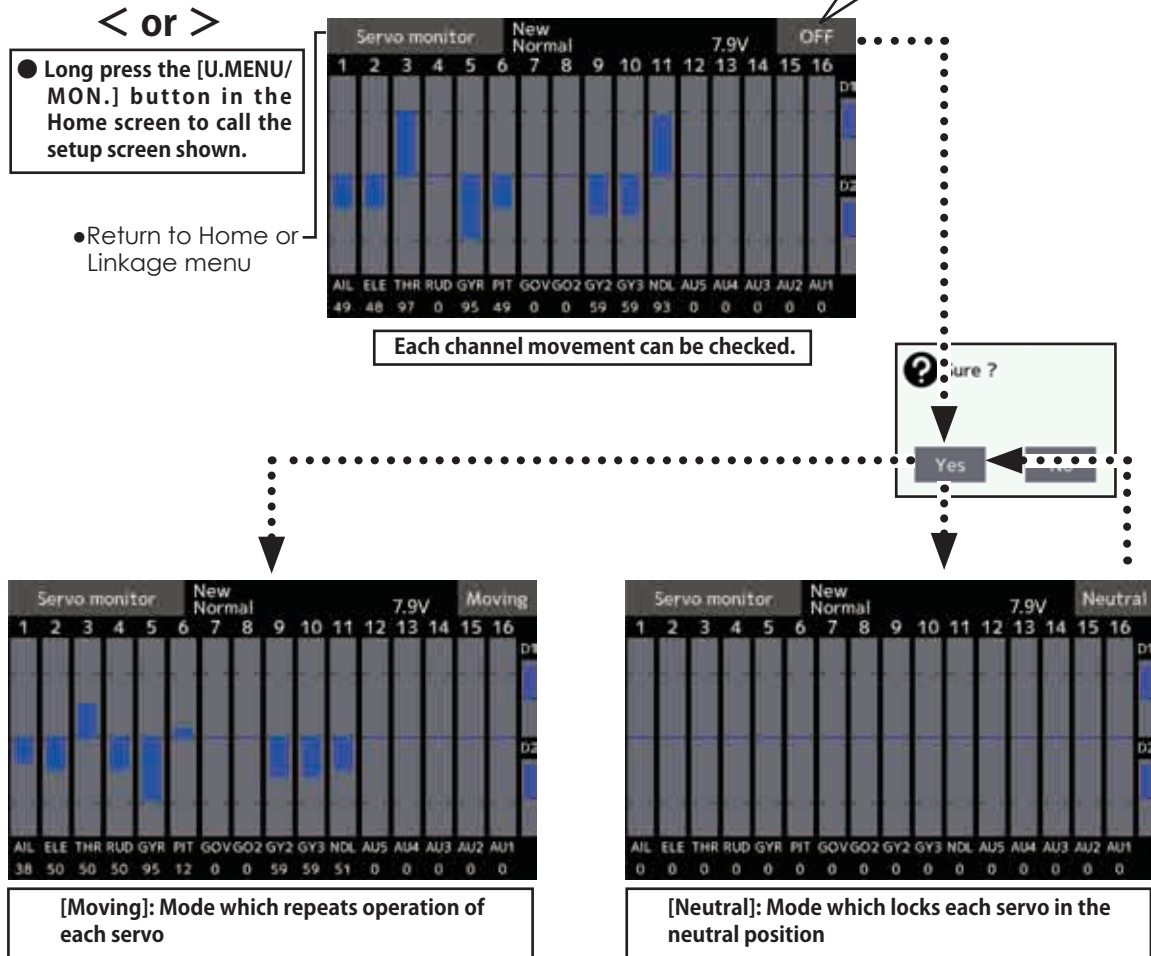 < or >
● Long press the [U.MENU/
MON.] button in the
Home screen to call the
setup screen shown.
●Return to Home or
Linkage menu
Servo monitor New 7.9V OFF
Normal
1 2 3 4 5 6 7 8 9 10 11 12 13 14 15 16
D1
D2
AIL ELE THR RUD GYR PIT GOV GO2 GY2 GY3 NDL AU5 AU4 AU3 AU2 AU1
49 48 97 0 95 49 0 0 59 59 93 0 0 0 0 0
Each channel movement can be checked.
? Sure ?
Yes No
Servo monitor New 7.9V Moving
Normal
1 2 3 4 5 6 7 8 9 10 11 12 13 14 15 16
D1
D2
AIL ELE THR RUD GYR PIT GOV GO2 GY2 GY3 NDL AU5 AU4 AU3 AU2 AU1
38 50 50 50 95 12 0 0 59 59 51 0 0 0 0 0
[Moving]: Mode which repeats operation of
each servo
Servo monitor New 7.9V Neutral
Normal
1 2 3 4 5 6 7 8 9 10 11 12 13 14 15 16
D1
D2
AIL ELE THR RUD GYR PIT GOV GO2 GY2 GY3 NDL AU5 AU4 AU3 AU2 AU1
0 0 0 0 0 0 0 0 0 0 0 0 0 0 0 0
[Neutral]: Mode which locks each servo in the
neutral position